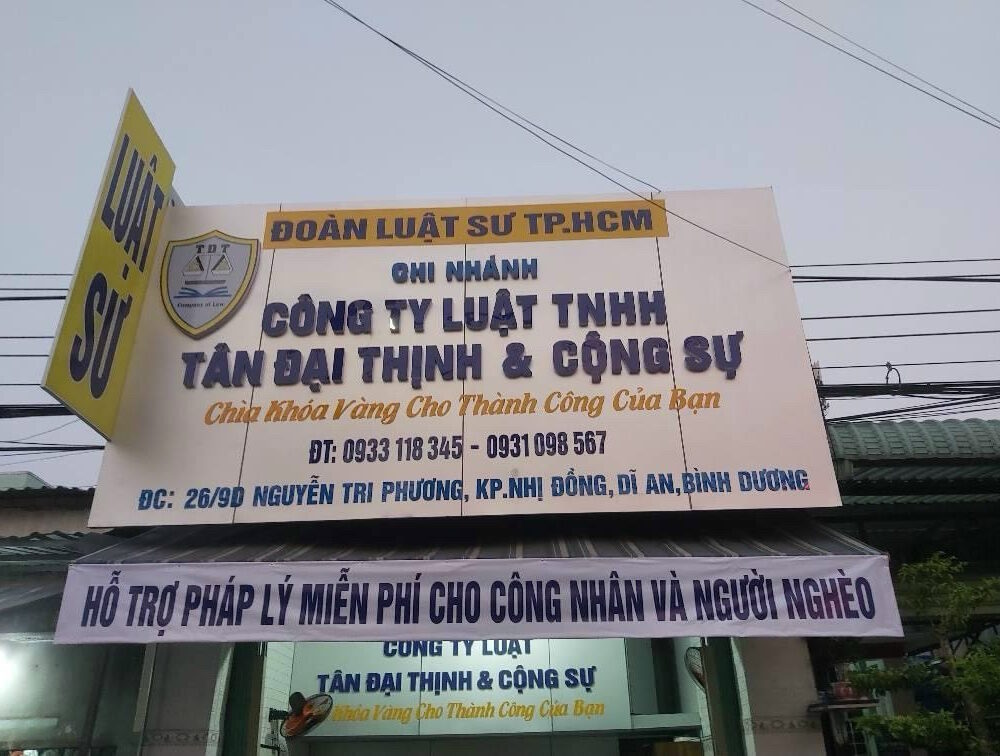 LUẬT SƯ
TDT
Company of Law
ĐOÀN LUẬT SƯ TP.HCM
CHI NHÁNH
CÔNG TY LUẬT TNHH
TÂN ĐẠI THỊNH & CỘNG SỰ
Chìa Khóa Vàng Cho Thành Công Của Bạn
ĐT: 0933 118 345 - 0931 098 567
ĐC: 26/9D NGUYỄN TRI PHƯƠNG, KP.NHỊ ĐỒNG, DĨ AN, BÌNH DƯƠNG
HỖ TRỢ PHÁP LÝ MIỄN PHÍ CHO CÔNG NHÂN VÀ NGƯỜI NGHÈO
CÔNG TY LUẬT
TÂN ĐẠI THỊNH & CỘNG SỰ
Khóa Vàng Cho Thành Công Của Bạn